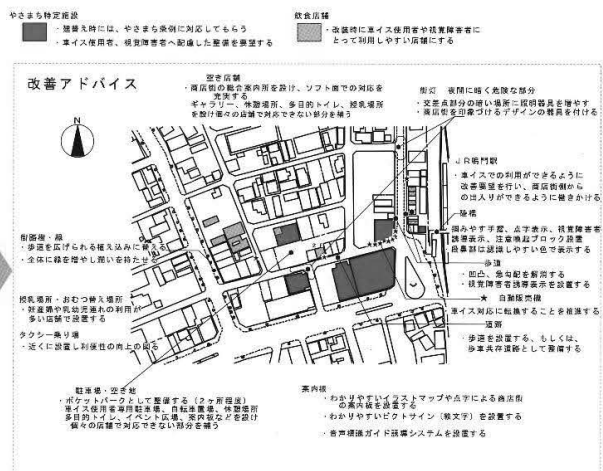 やさまち特定施設
・建替え時には、やさまち条例に対応してもらう
・車イス使用者、視覚障害者へ配慮した整備を要望する
飲食店舗
・改装時に車イス使用者や視覚障害者に
とって利用しやすい店舗にする
改善アドバイス
空き店舗
・商店街の総合案内所を設け、ソフト面での対応を
充実する
ギャラリー、休憩場所、多目的トイレ、授乳場所
を設け個々の店舗で対応できない部分を補う
街灯 夜間に暗く危険な部分
・交差点部分の暗い場所に照明器具を増やす
・商店街を印象づけるデザインの器具を付ける
N
JR鳴門駅
・車イスでの利用ができるように
改善要望を行い、商店街側から
の出入りができるように働きかける
陸橋
掴みやす手摺、点字表示、視覚障害者
誘導表示、注意喚起ブロック設置
段鼻部は認識しやすい色で表示する
歩道
・凹凸、急勾配を解消する
・視覚障害者誘導表示を設置する
★ 自動販売機
車イス対応に転換することを推進する
道路
・歩道を設置する、もしくは、
歩車共存道路として整備する
街路樹・緑
・歩道を広げられる植え込みに替える
・全体に緑を増やし潤いを持たせる
授乳場所・おむつ替え場所
・妊産婦や乳幼児連れの利用が
多い店舗で設置する
タクシー乗り場
・近くに設置し利便性の向上の図る
駐車場・空き地
・ポケットパークとして整備する(2ヶ所程度)
車イス使用者専用駐車場、自転車置場、休憩場所
多目的トイレ、イベント広場、案内板などを設け
個々の店舗で対応できない部分を補う
案内板
・わかりやすいイラストマップや点字による商店街
の案内板を設置する
・わかりやすいピクトサイン(絵文字)を設置する
・音声標識ガイド誘導システムを設置する